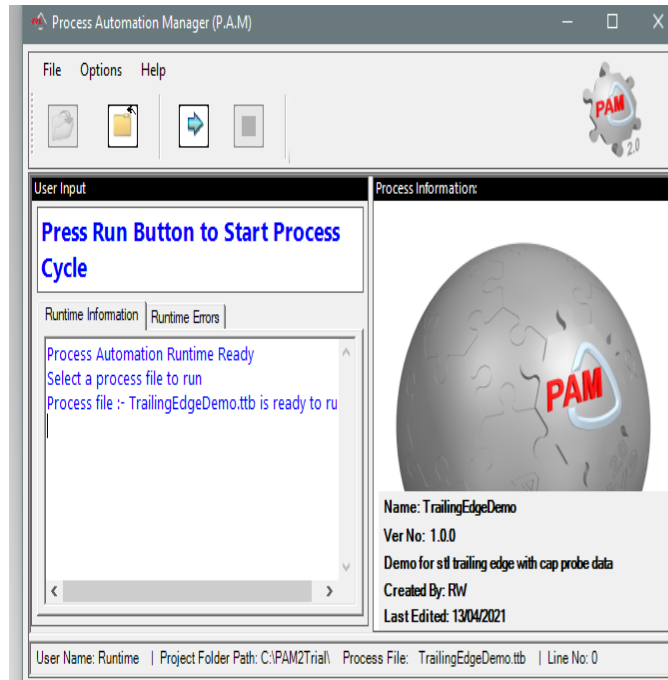 Process Automation Manager (P.A.M)
File Options Help
PAM
2.0
User Input
Process Information:
Press Run Button to Start Process
Cycle
Runtime Information
Runtime Errors
Process Automation Runtime Ready
Select a process file to run
Process file :- TrailingEdgeDemo.ttb is ready to ru
PAM
Name: TrailingEdgeDemo
Ver No: 1.0.0
Demo for stl trailing edge with cap probe data
Created By: RW
Last Edited: 13/04/2021
User Name: Runtime | Project Folder Path: C:\PAM2Trial\ Process File: TrailingEdgeDemo.ttb | Line No: 0